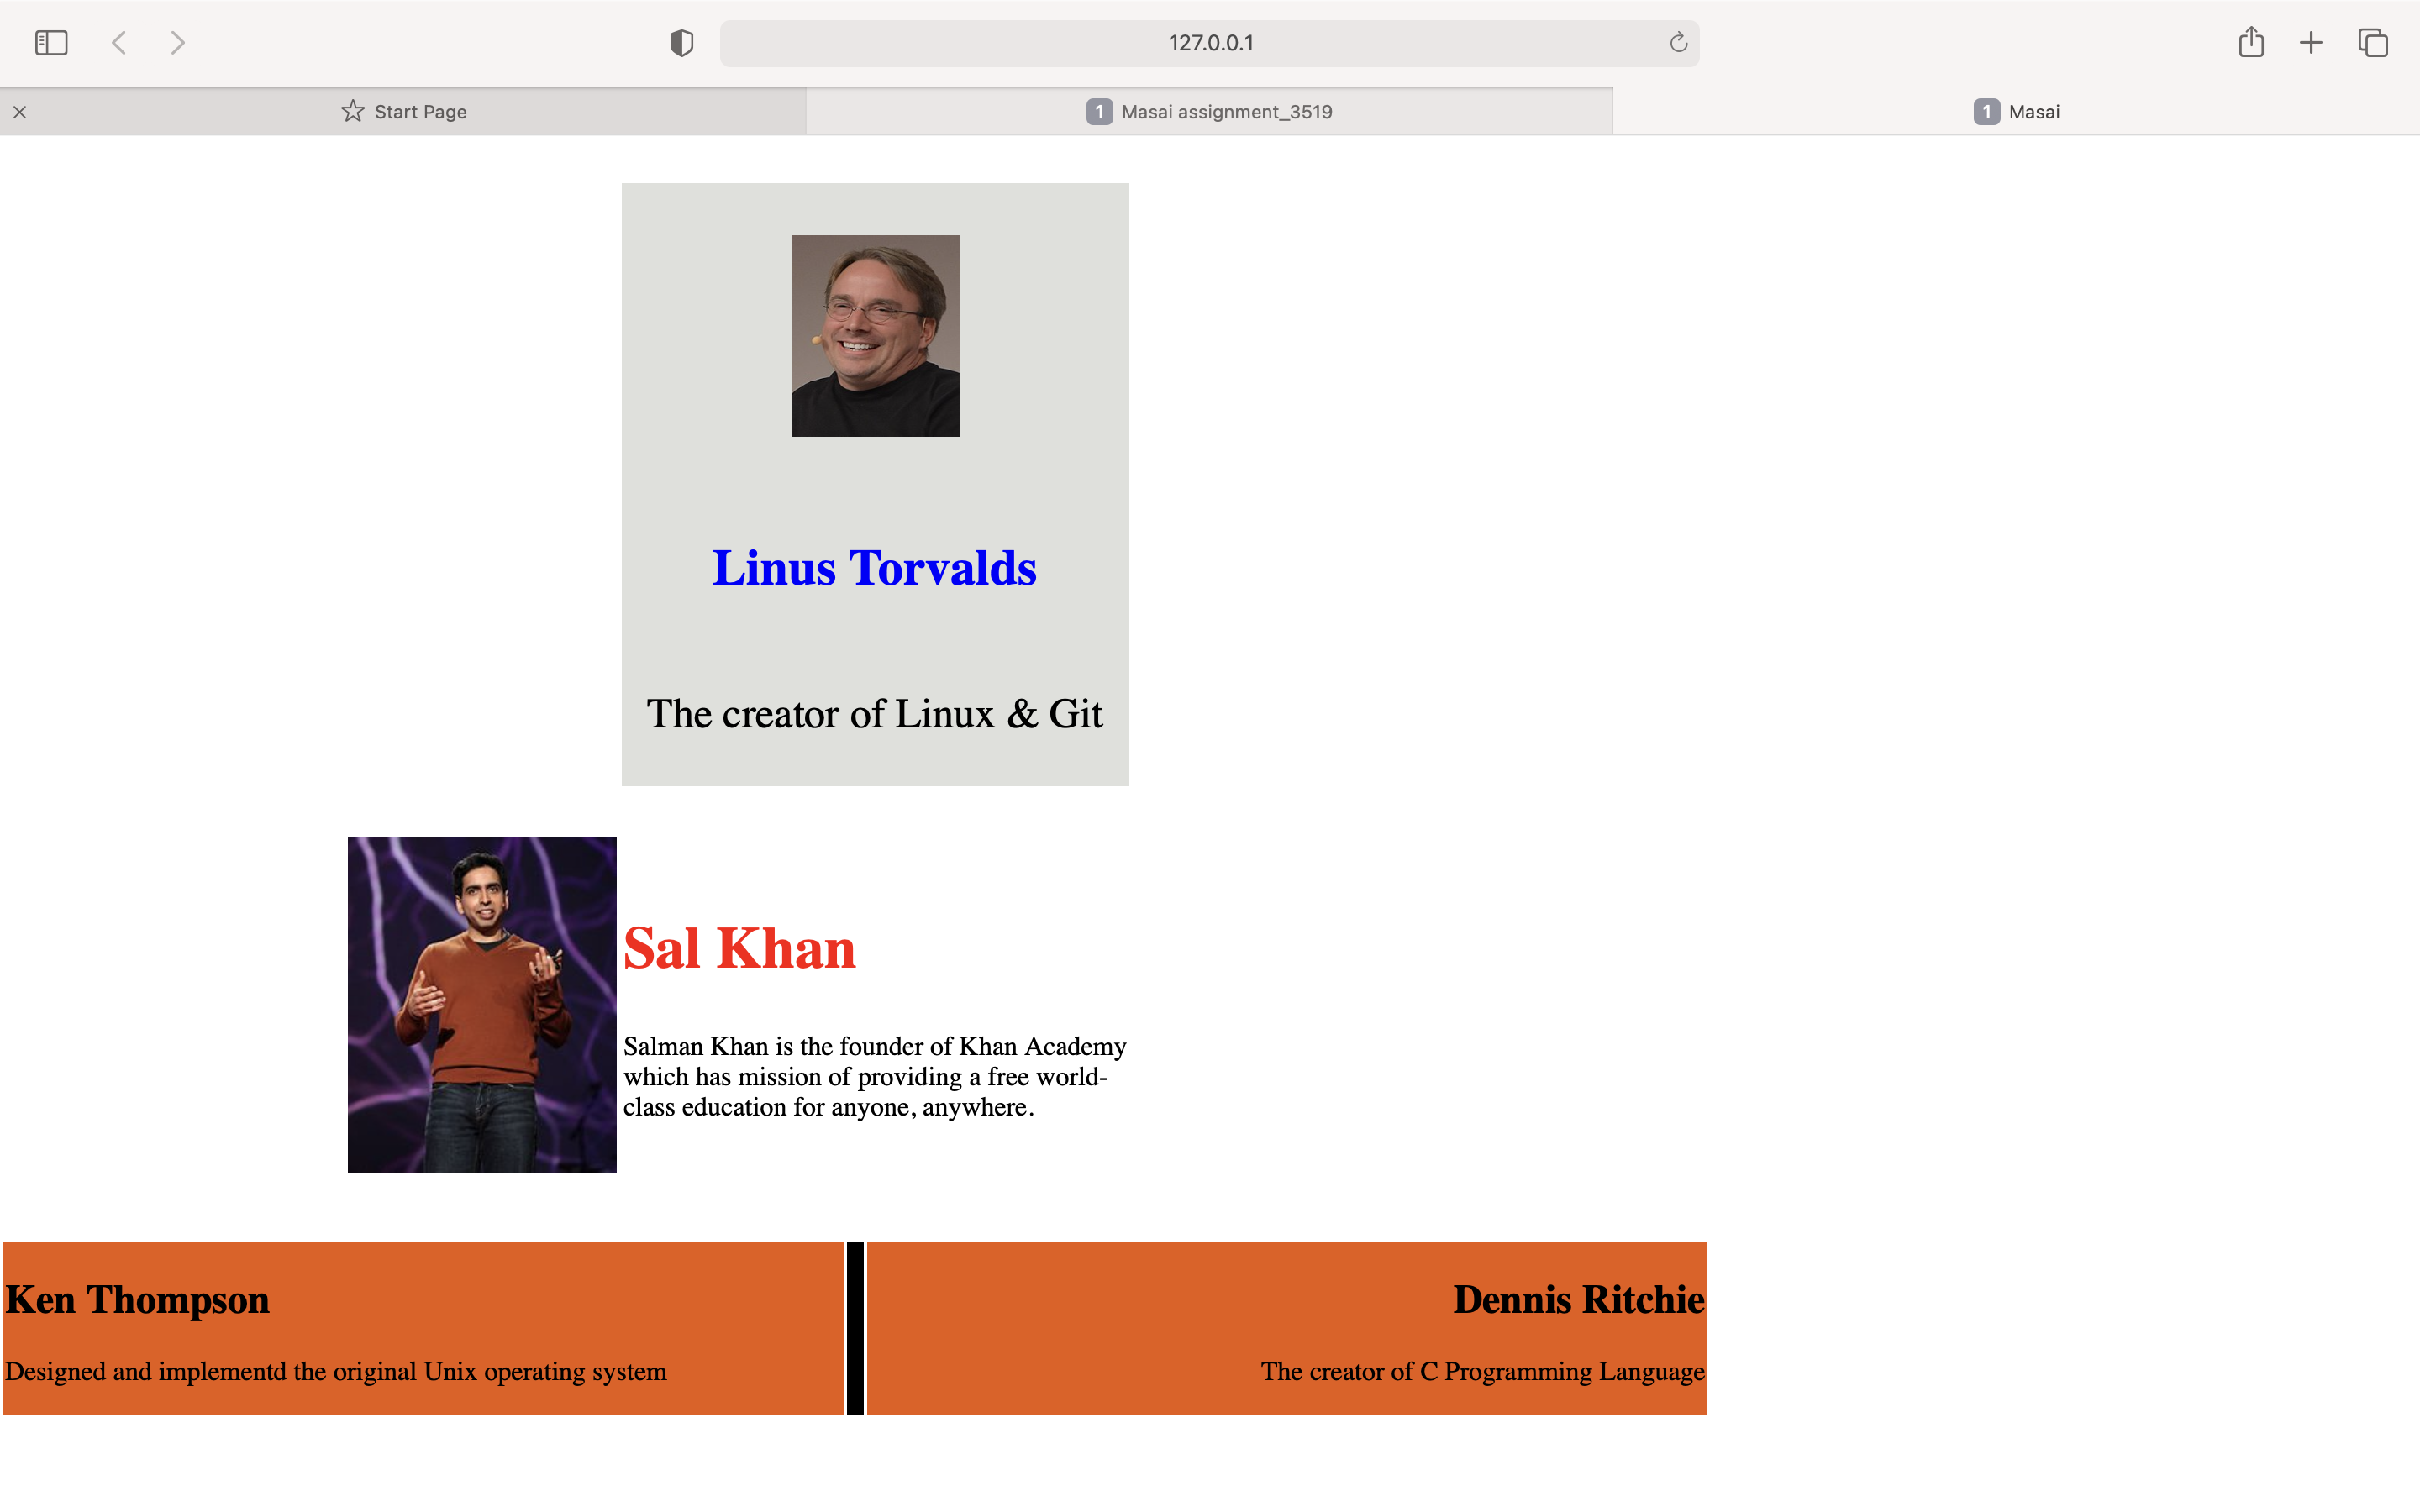 127.0.0.1
Start Page
1 Masai assignment_3519
1 Masai
Linus Torvalds
The creator of Linux & Git
Sal Khan
Salman Khan is the founder of Khan Academy
which has mission of providing a free world-
class education for anyone, anywhere.
Ken Thompson
Designed and implementd the original Unix operating system
Dennis Ritchie
The creator of C Programming Language